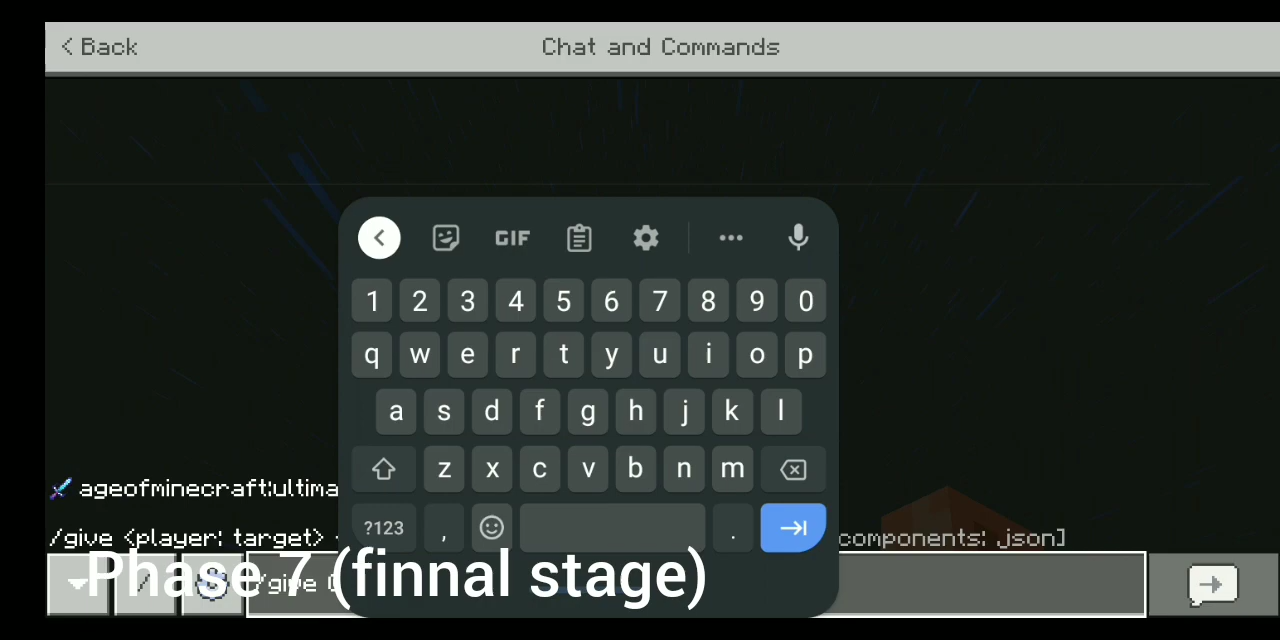 Back
Chat and Commands
GIF
1 2 3 4 5 6 7 8 9 0
q w e r t y u i o p
a s d f g h j k l
z x c v b n m
?123 , .
ageofminecraft:ultima
/give <player: target>
components: json]
/give
Phase 7 (finnal stage)